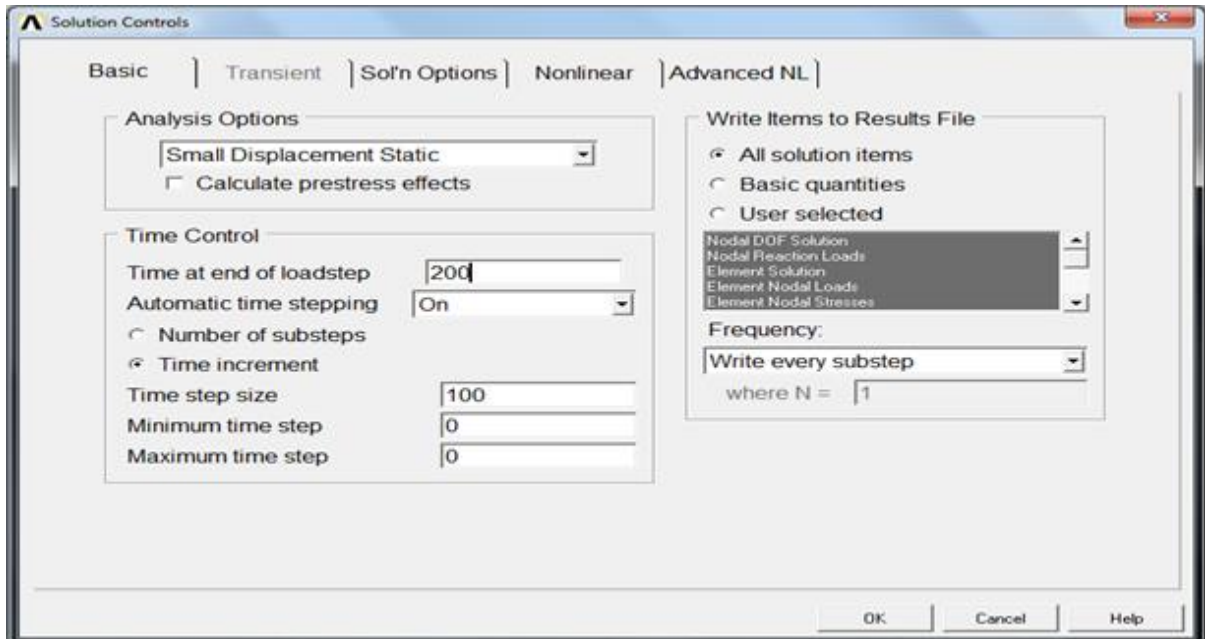 Solution Controls
Basic
Transient
Sol'n Options
Nonlinear
Advanced NL
Analysis Options
Small Displacement Static
Calculate prestress effects
Time Control
Time at end of loadstep 200
Automatic time stepping On
Number of substeps
Time increment
Time step size 100
Minimum time step 0
Maximum time step 0
Write Items to Results File
All solution items
Basic quantities
User selected
Nodal DOF Solution
Nodal Reaction Loads
Element Solution
Element Nodal Loads
Element Nodal Stresses
Frequency:
Write every substep
where N = 1
OK
Cancel
Help